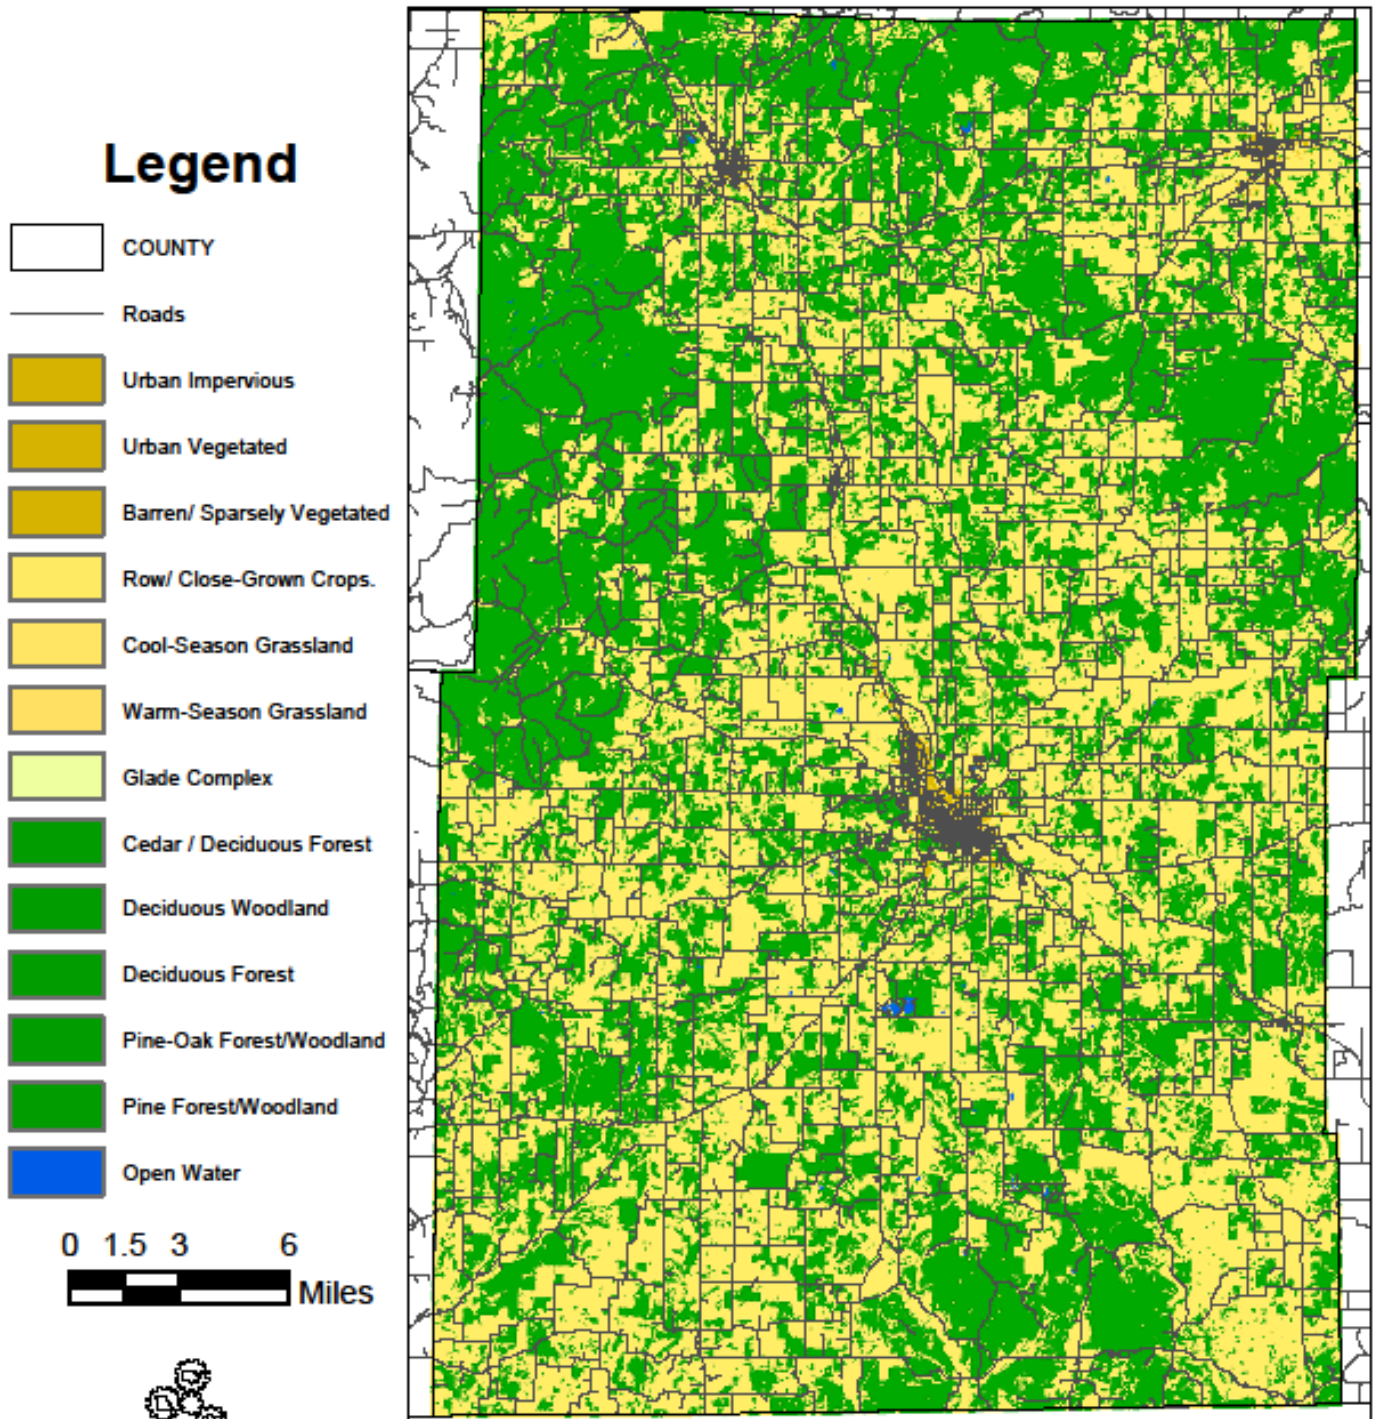 Legend
COUNTY
Roads
Urban Impervious
Urban Vegetated
Barren/ Sparsely Vegetated
Row/ Close-Grown Crops.
Cool-Season Grassland
Warm-Season Grassland
Glade Complex
Cedar / Deciduous Forest
Deciduous Woodland
Deciduous Forest
Pine-Oak Forest/Woodland
Pine Forest/Woodland
Open Water
0 1.5 3 6
Miles